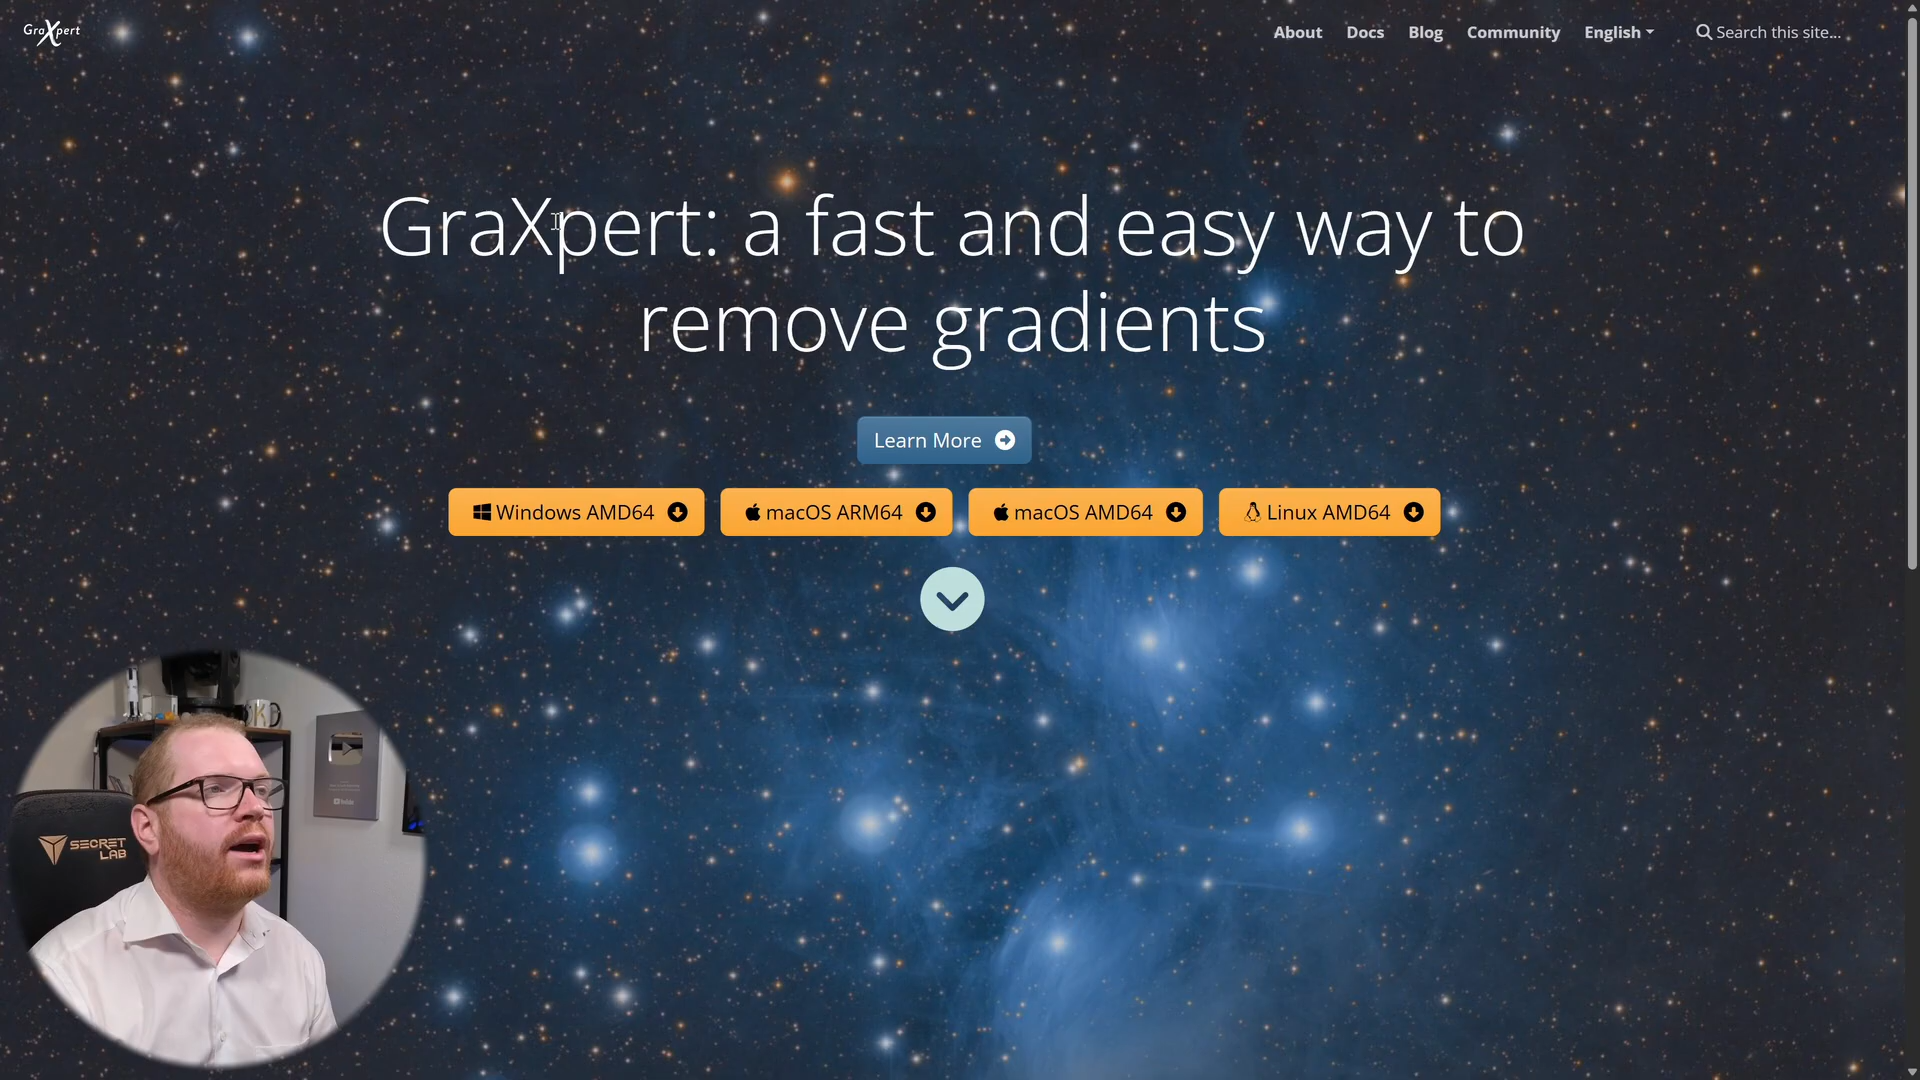 GraXpert
About Docs Blog Community English Search this site...
GraXpert: a fast and easy way to
remove gradients
Learn More
Windows AMD64 macOS ARM64 macOS AMD64 Linux AMD64
SECRET
LAB